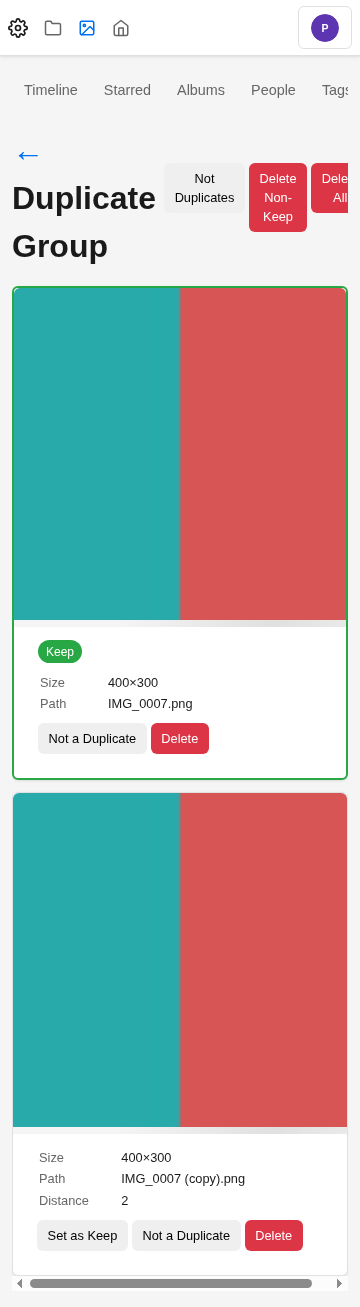 P
Timeline Starred Albums People Tags
←
Duplicate
Group
Not
Duplicates
Delete
Non-
Keep
Dele
All
Keep
Size 400×300
Path IMG_0007.png
Not a Duplicate Delete
Size 400×300
Path IMG_0007 (copy).png
Distance 2
Set as Keep Not a Duplicate Delete